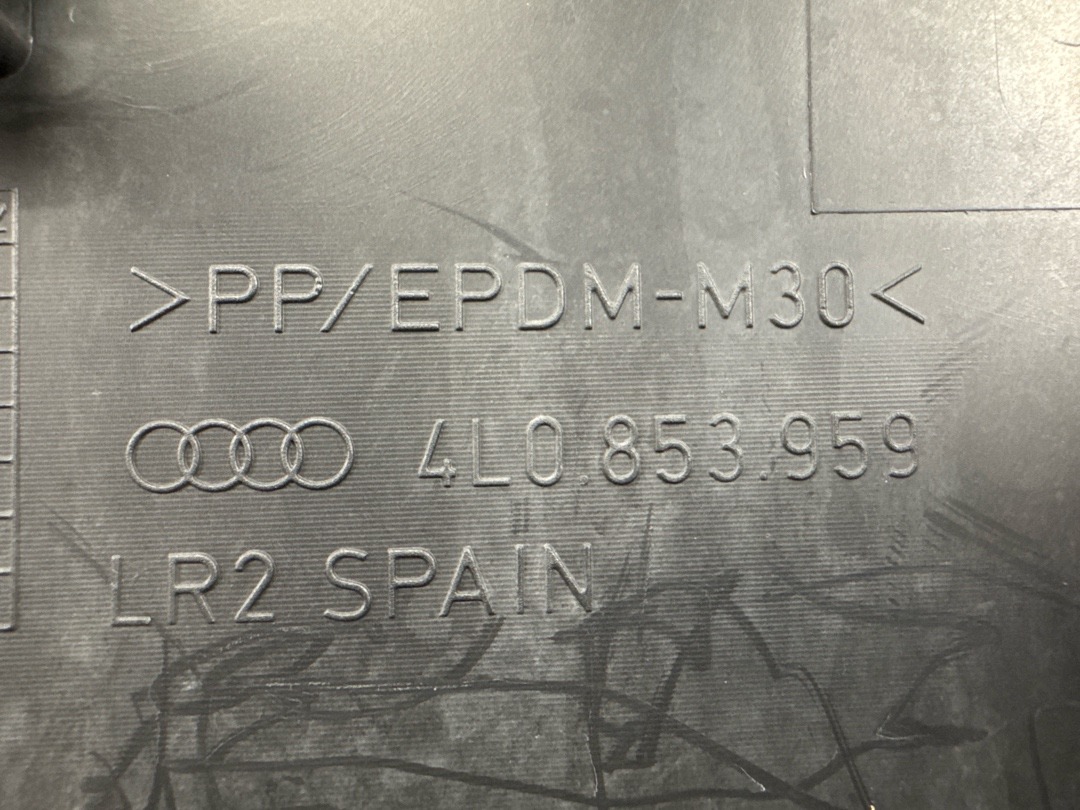 >PP/EPDM-M30<
4L0.853.959
LR2 SPAIN